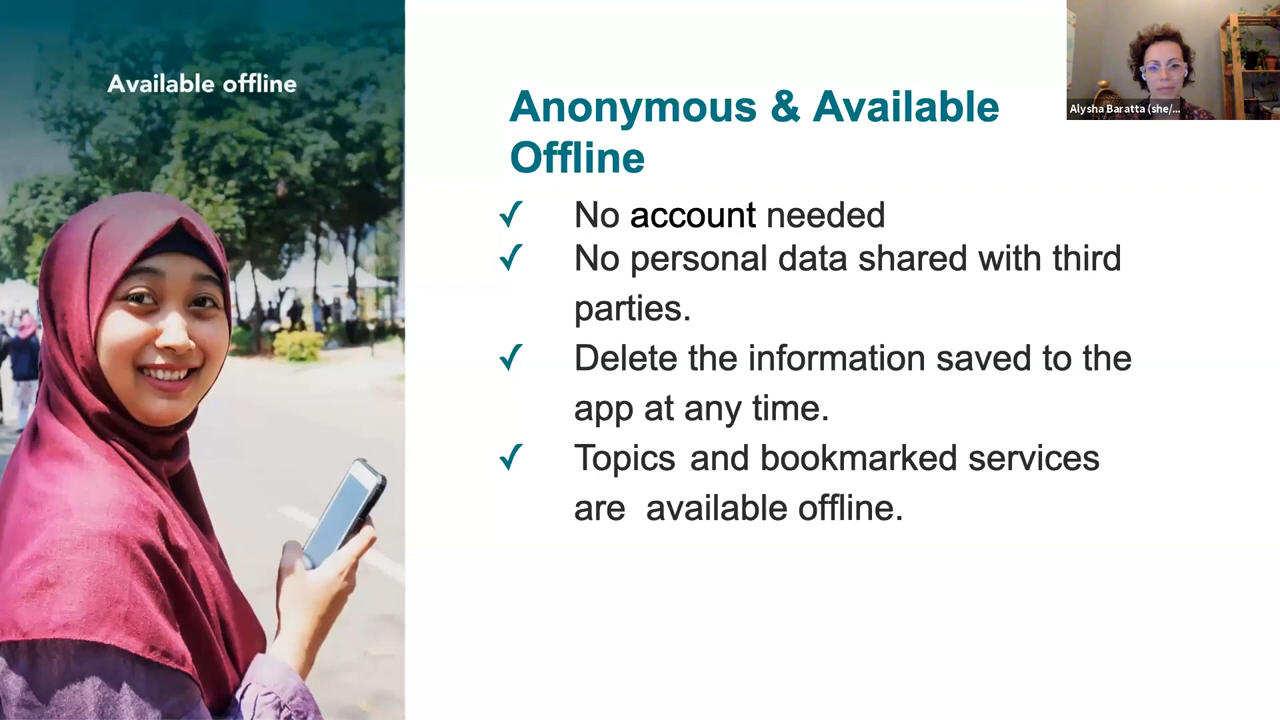 Available offline
Anonymous & Available
Offline
✓ No account needed
✓ No personal data shared with third
parties.
✓ Delete the information saved to the
app at any time.
✓ Topics and bookmarked services
are available offline.
Alysha Baratta (she/...